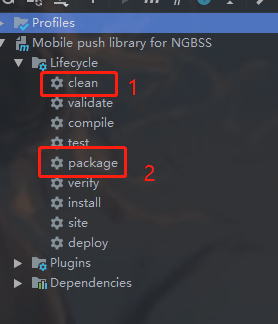 Profiles
Mobile push library for NGBSS
Lifecycle
clean
1
validate
compile
test
package
2
verify
install
site
deploy
Plugins
Dependencies